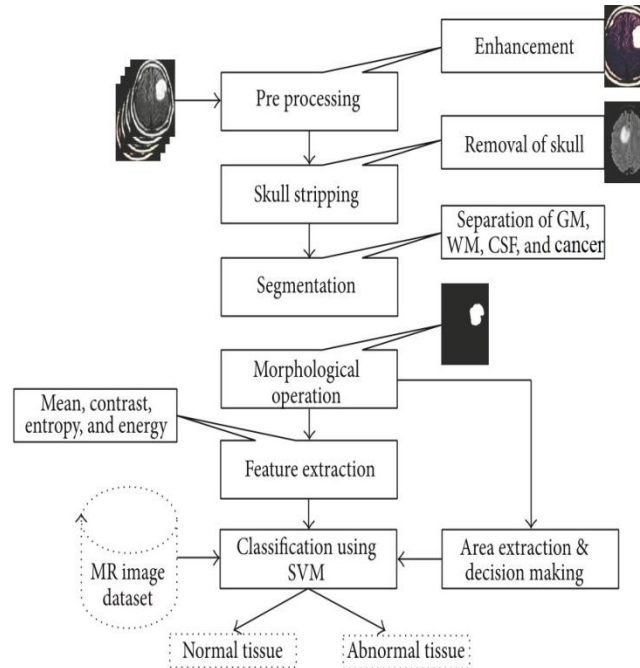 Enhancement
Pre processing
Removal of skull
Skull stripping
Separation of GM,
WM, CSF, and cancer
Segmentation
Morphological
operation
Mean, contrast,
entropy, and energy
Feature extraction
MR image
dataset
Classification using
SVM
Area extraction &
decision making
Normal tissue
Abnormal tissue